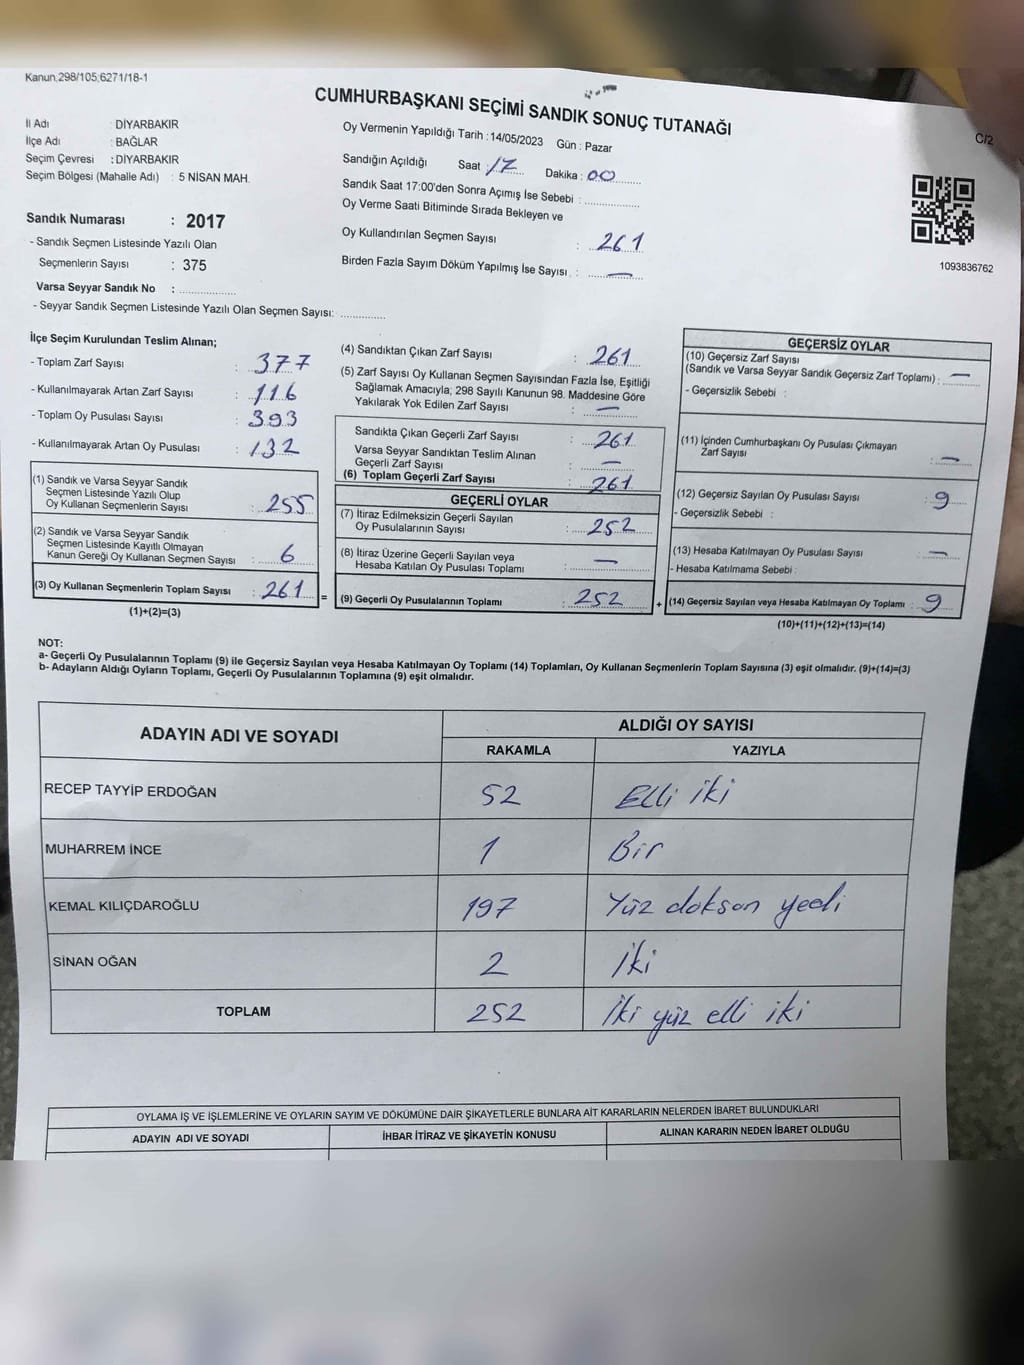 Kanun;298/105;6271/18-1
CUMHURBAŞKANI SEÇİMİ SANDIK SONUÇ TUTANAĞI
C/2
İl Adı : DİYARBAKIR
İlçe Adı : BAĞLAR
Seçim Çevresi : DİYARBAKIR
Seçim Bölgesi (Mahalle Adı) : 5 NİSAN MAH.
Sandık Numarası : 2017
- Sandık Seçmen Listesinde Yazılı Olan
Seçmenlerin Sayısı : 375
Varsa Seyyar Sandık No : ..................
- Seyyar Sandık Seçmen Listesinde Yazılı Olan Seçmen Sayısı: ..............
Oy Vermenin Yapıldığı Tarih : 14/05/2023 Gün : Pazar
Sandığın Açıldığı Saat : 17 Dakika : 00
Sandık Saat 17:00'den Sonra Açımış İse Sebebi : ..................
Oy Verme Saati Bitiminde Sırada Bekleyen ve
Oy Kullandırılan Seçmen Sayısı : 261
Birden Fazla Sayım Döküm Yapılmış İse Sayısı : —
1093836762
İlçe Seçim Kurulundan Teslim Alınan;
- Toplam Zarf Sayısı : 377
- Kullanılmayarak Artan Zarf Sayısı : 116
- Toplam Oy Pusulası Sayısı : 393
- Kullanılmayarak Artan Oy Pusulası : 132
(1) Sandık ve Varsa Seyyar Sandık
Seçmen Listesinde Yazılı Olup
Oy Kullanan Seçmenlerin Sayısı : 255
(2) Sandık ve Varsa Seyyar Sandık
Seçmen Listesinde Kayıtlı Olmayan
Kanun Gereği Oy Kullanan Seçmen Sayısı : 6
(3) Oy Kullanan Seçmenlerin Toplam Sayısı : 261 =
(1)+(2)=(3)
(4) Sandıktan Çıkan Zarf Sayısı : 261
(5) Zarf Sayısı Oy Kullanan Seçmen Sayısından Fazla İse, Eşitliği
Sağlamak Amacıyla; 298 Sayılı Kanunun 98. Maddesine Göre
Yakılarak Yok Edilen Zarf Sayısı : —
Sandıkta Çıkan Geçerli Zarf Sayısı : 261
Varsa Seyyar Sandıktan Teslim Alınan
Geçerli Zarf Sayısı : —
(6) Toplam Geçerli Zarf Sayısı : 261
GEÇERLİ OYLAR
(7) İtiraz Edilmeksizin Geçerli Sayılan
Oy Pusulalarının Sayısı : 252
(8) İtiraz Üzerine Geçerli Sayılan veya
Hesaba Katılan Oy Pusulası Toplamı : —
(9) Geçerli Oy Pusulalarının Toplamı : 252 +
GEÇERSİZ OYLAR
(10) Geçersiz Zarf Sayısı
(Sandık ve Varsa Seyyar Sandık Geçersiz Zarf Toplamı) : —
- Geçersizlik Sebebi :
(11) İçinden Cumhurbaşkanı Oy Pusulası Çıkmayan
Zarf Sayısı : —
(12) Geçersiz Sayılan Oy Pusulası Sayısı : 9
- Geçersizlik Sebebi :
(13) Hesaba Katılmayan Oy Pusulası Sayısı : —
- Hesaba Katılmama Sebebi :
(14) Geçersiz Sayılan veya Hesaba Katılmayan Oy Toplamı : 9
(10)+(11)+(12)+(13)=(14)
NOT:
a- Geçerli Oy Pusulalarının Toplamı (9) ile Geçersiz Sayılan veya Hesaba Katılmayan Oy Toplamı (14) Toplamları, Oy Kullanan Seçmenlerin Toplam Sayısına (3) eşit olmalıdır. (9)+(14)=(3)
b- Adayların Aldığı Oyların Toplamı, Geçerli Oy Pusulalarının Toplamına (9) eşit olmalıdır.
ADAYIN ADI VE SOYADI ALDIĞI OY SAYISI
RAKAMLA YAZIYLA
RECEP TAYYİP ERDOĞAN 52 Elli iki
MUHARREM İNCE 1 Bir
KEMAL KILIÇDAROĞLU 197 Yüz doksan yedi
SİNAN OĞAN 2 İki
TOPLAM 252 İki yüz elli iki
OYLAMA İŞ VE İŞLEMLERİNE VE OYLARIN SAYIM VE DÖKÜMÜNE DAİR ŞİKAYETLERLE BUNLARA AİT KARARLARIN NELERDEN İBARET BULUNDUKLARI
ADAYIN ADI VE SOYADI İHBAR İTİRAZ VE ŞİKAYETİN KONUSU ALINAN KARARIN NEDEN İBARET OLDUĞU